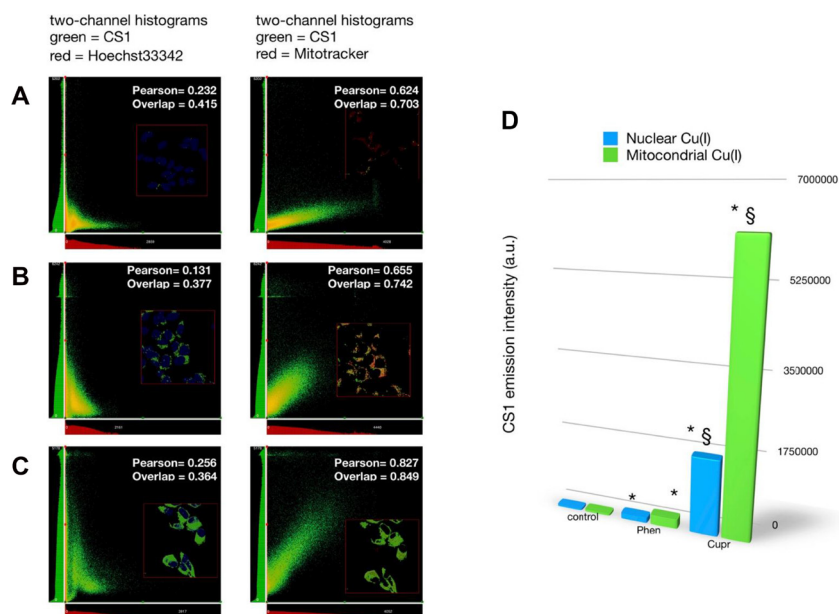 two-channel histograms
green = CS1
red = Hoechst33342
two-channel histograms
green = CS1
red = Mitotracker
A
Pearson= 0.232
Overlap = 0.415
Pearson= 0.624
Overlap = 0.703
B
Pearson= 0.131
Overlap = 0.377
Pearson= 0.655
Overlap = 0.742
C
Pearson= 0.256
Overlap = 0.364
Pearson= 0.827
Overlap = 0.849
D
Nuclear Cu(I)
Mitocondrial Cu(I)
CS1 emission intensity (a.u.)
7000000
5250000
3500000
1750000
0
* §
* §
*
*
control
Phen
Cupr